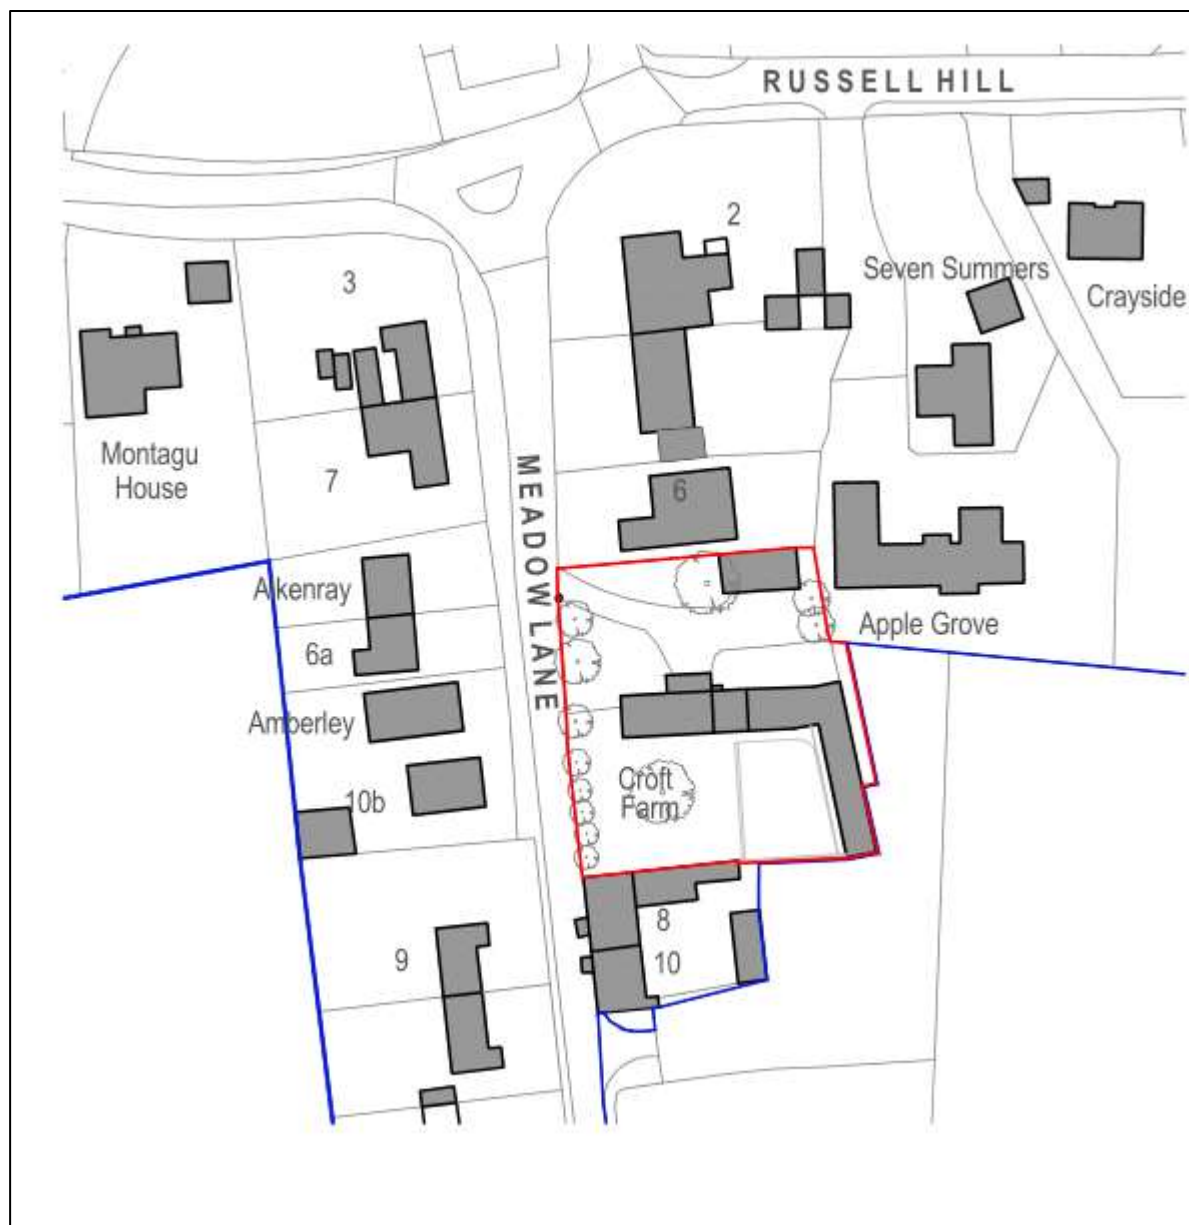 RUSSELL HILL
2
Seven Summers
Crayside
3
Montagu
House
7
MEADOW LANE
6
Alkenray
6a
Apple Grove
Amberley
10b
Croft
Farm
8
9
10